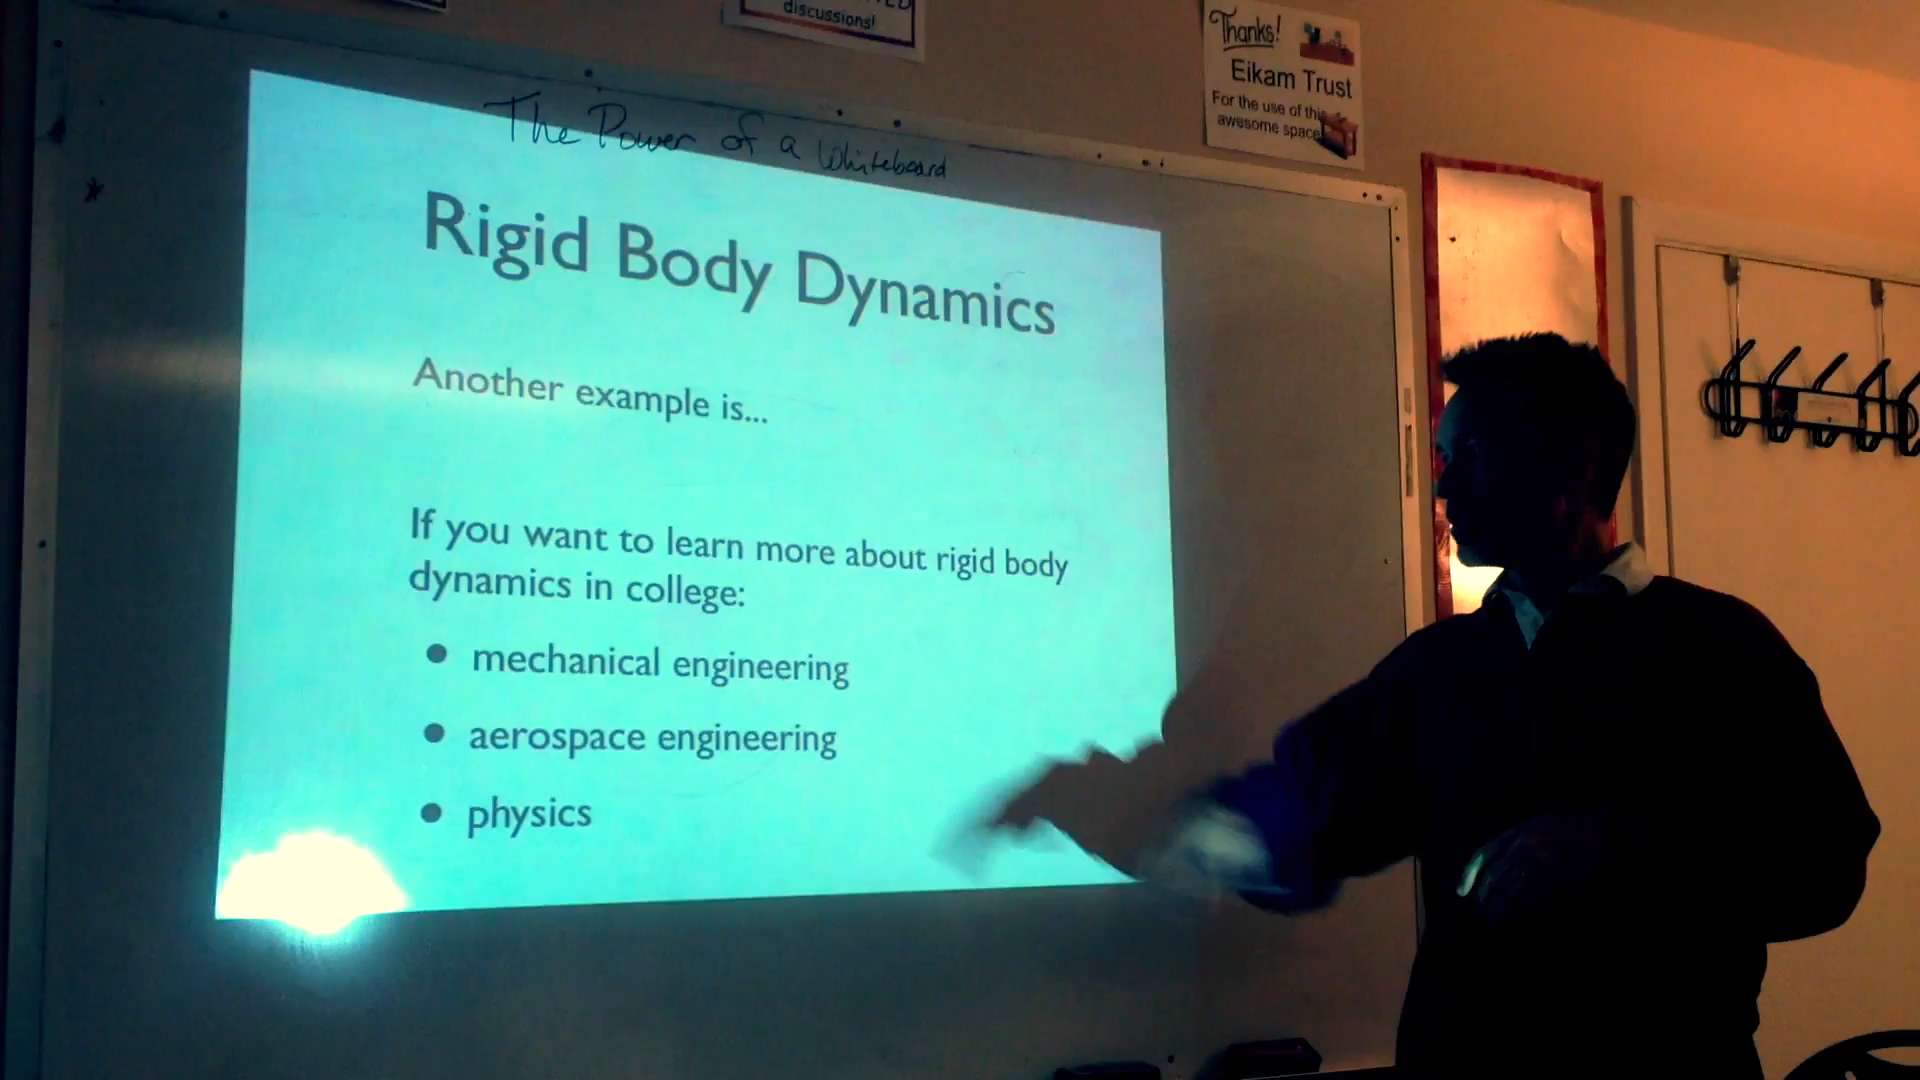 discussions!
Thanks!
Eikam Trust
For the use of this
awesome space
The Power of a Whiteboard
Rigid Body Dynamics
Another example is...
If you want to learn more about rigid body
dynamics in college:
• mechanical engineering
• aerospace engineering
• physics